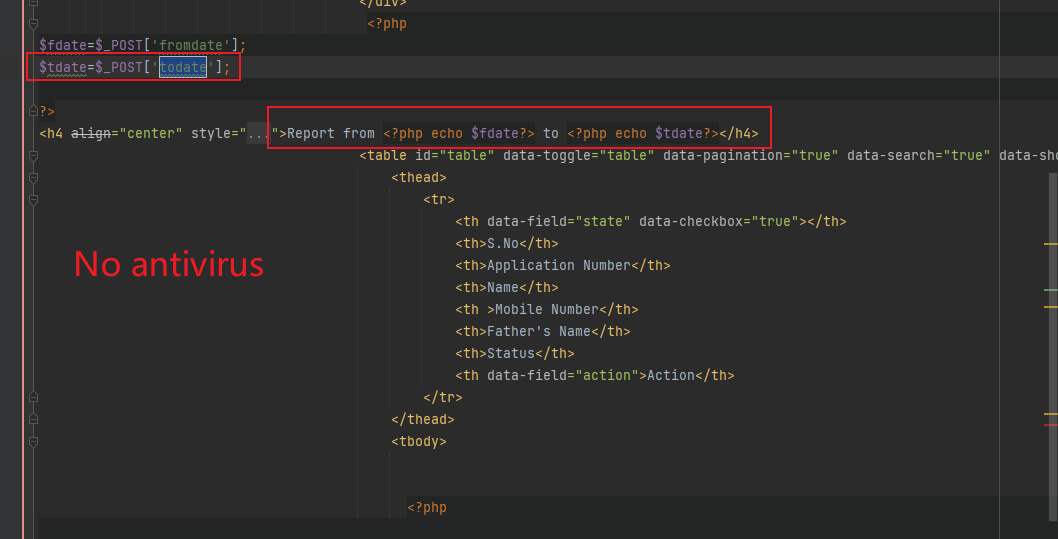 </div>
<?php
$fdate=$_POST['fromdate'];
$tdate=$_POST['todate'];
?>
<h4 align="center" style="...">Report from <?php echo $fdate?> to <?php echo $tdate?></h4>
<table id="table" data-toggle="table" data-pagination="true" data-search="true" data-sho
<thead>
<tr>
<th data-field="state" data-checkbox="true"></th>
<th>S.No</th>
<th>Application Number</th>
<th>Name</th>
<th >Mobile Number</th>
<th>Father's Name</th>
<th>Status</th>
<th data-field="action">Action</th>
</tr>
</thead>
<tbody>
<?php
No antivirus